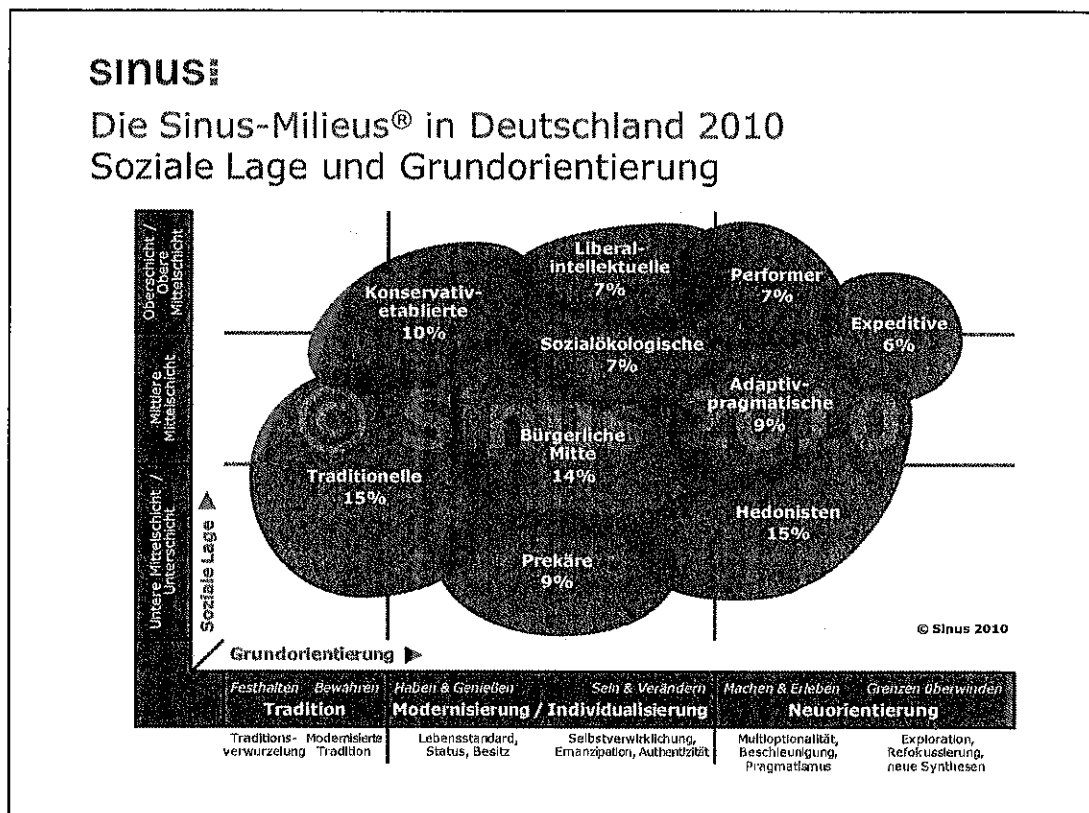 sinus:
Die Sinus-Milieus® in Deutschland 2010
Soziale Lage und Grundorientierung
Oberschicht /
Obere
Mittelschicht
Mittlere
Mittelschicht
Untere Mittelschicht /
Unterschicht
Soziale Lage
Liberal-
intellektuelle
7%
Performer
7%
Konservativ-
etablierte
10%
Expeditive
6%
Sozialökologische
7%
Adaptiv-
pragmatische
9%
Bürgerliche
Mitte
14%
Traditionelle
15%
Hedonisten
15%
Prekäre
9%
© Sinus 2010
Grundorientierung
Festhalten Bewahren
Tradition
Haben & Genießen Sein & Verändern
Modernisierung / Individualisierung
Machen & Erleben Grenzen überwinden
Neuorientierung
Traditions-
verwurzelung
Modernisierte
Tradition
Lebensstandard,
Status, Besitz
Selbstverwirklichung,
Emanzipation, Authentizität
Multioptionalität,
Beschleunigung,
Pragmatismus
Exploration,
Refokussierung,
neue Synthesen